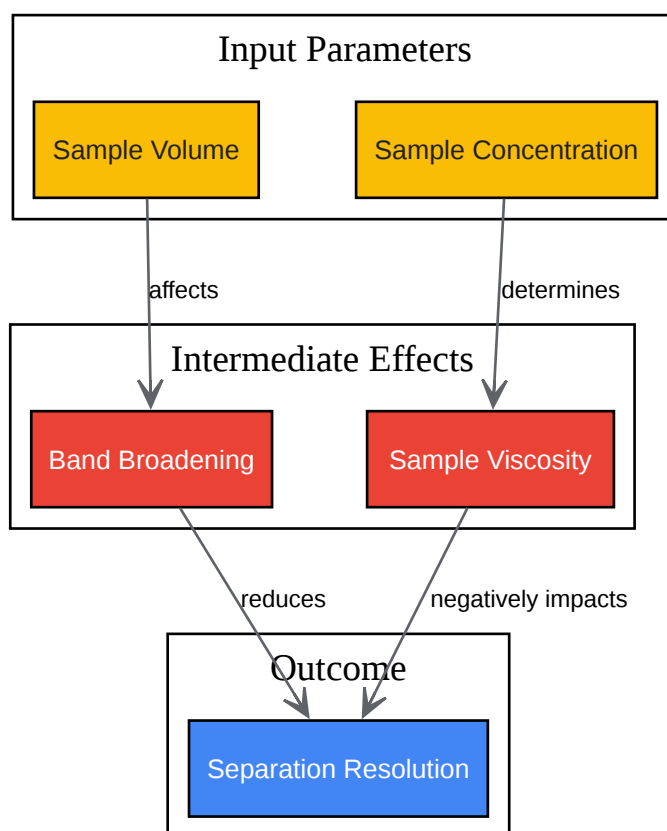 Input Parameters
Sample Volume
Sample Concentration
affects
determines
Intermediate Effects
Band Broadening
Sample Viscosity
reduces
negatively impacts
Outcome
Separation Resolution